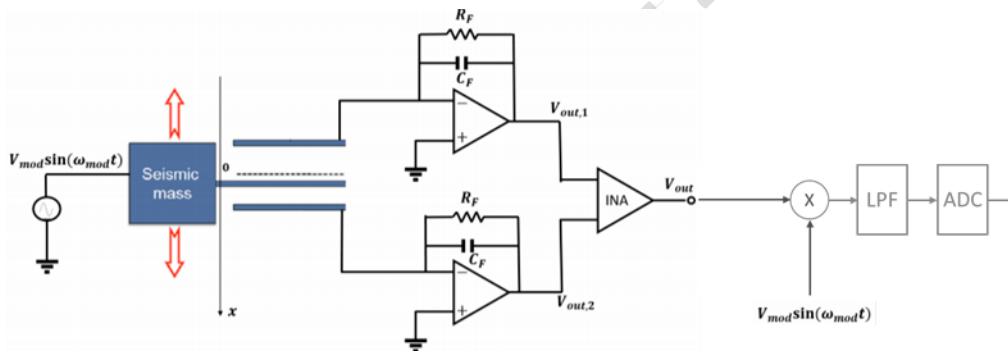 R_F
C_F
V_out,1
V_mod sin(ω_mod t)
0
Seismic
mass
V_out
INA
X
LPF
ADC
R_F
C_F
V_out,2
x
V_mod sin(ω_mod t)